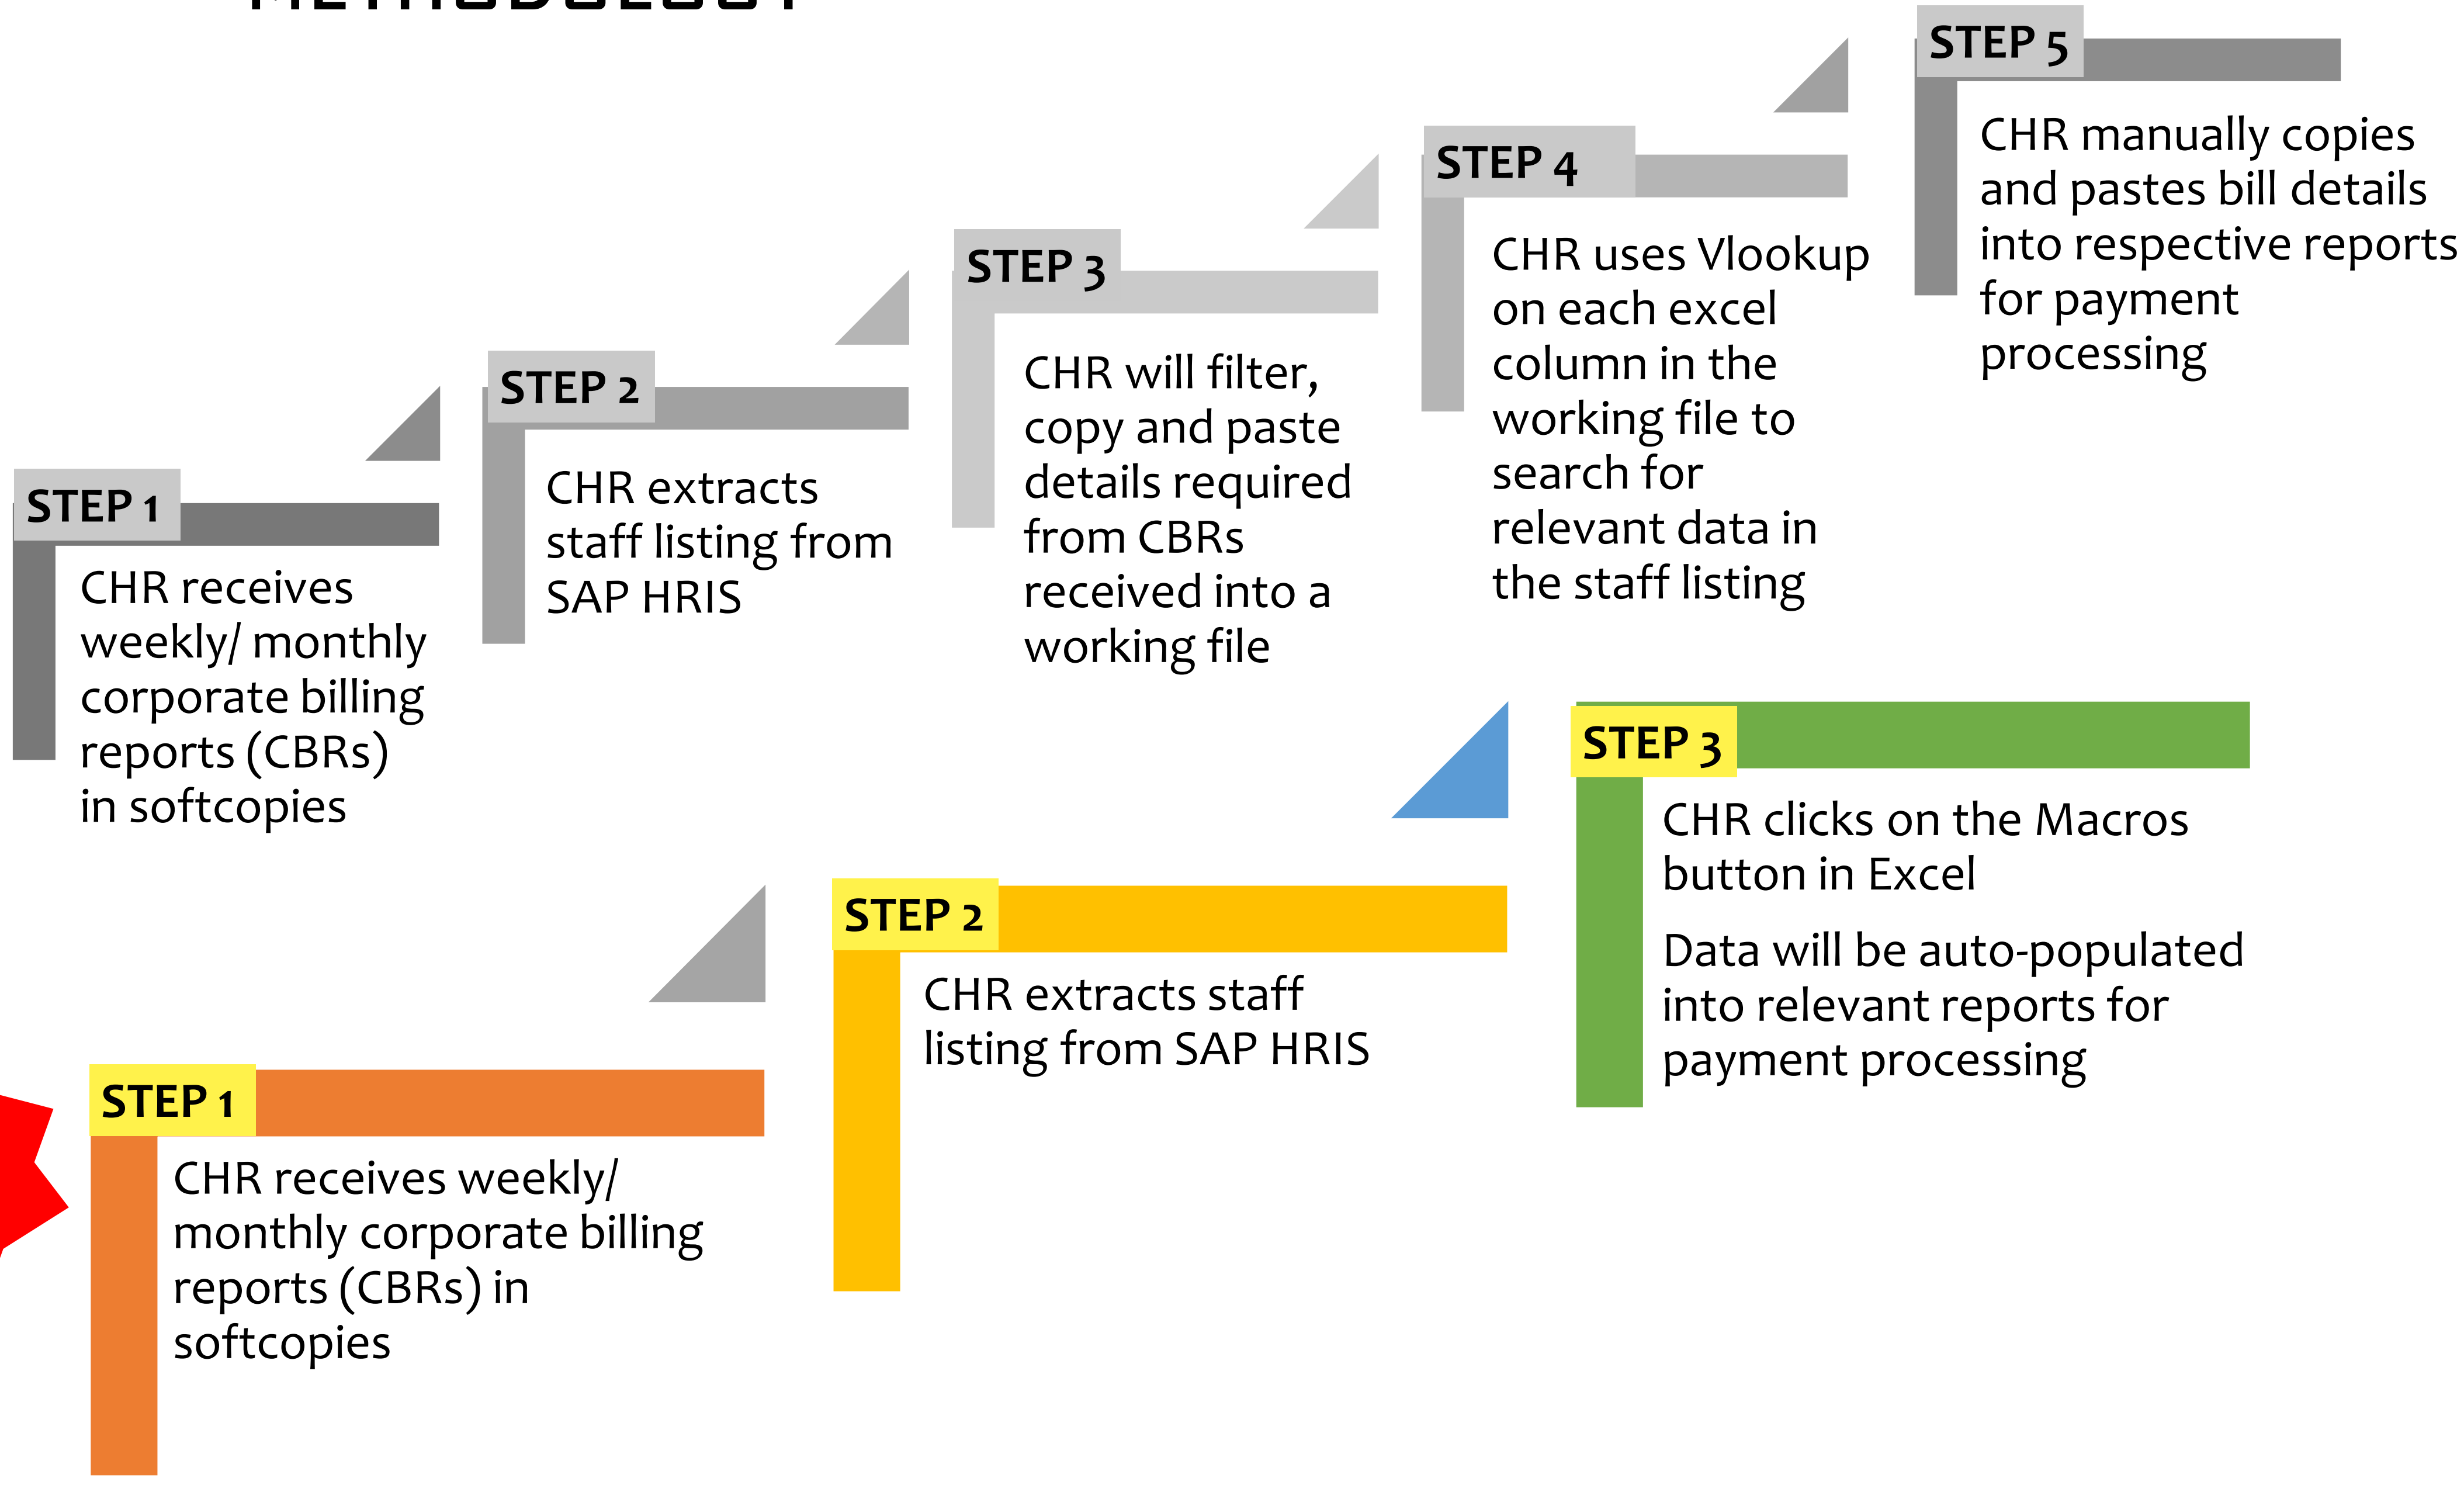 METHODOLOGY
STEP 1
CHR receives
weekly/ monthly
corporate billing
reports (CBRs)
in softcopies
STEP 2
CHR extracts
staff listing from
SAP HRIS
STEP 3
CHR will filter,
copy and paste
details required
from CBRs
received into a
working file
STEP 4
CHR uses Vlookup
on each excel
column in the
working file to
search for
relevant data in
the staff listing
STEP 5
CHR manually copies
and pastes bill details
into respective reports
for payment
processing
STEP 1
CHR receives weekly/
monthly corporate billing
reports (CBRs) in
softcopies
STEP 2
CHR extracts staff
listing from SAP HRIS
STEP 3
CHR clicks on the Macros
button in Excel
Data will be auto-populated
into relevant reports for
payment processing